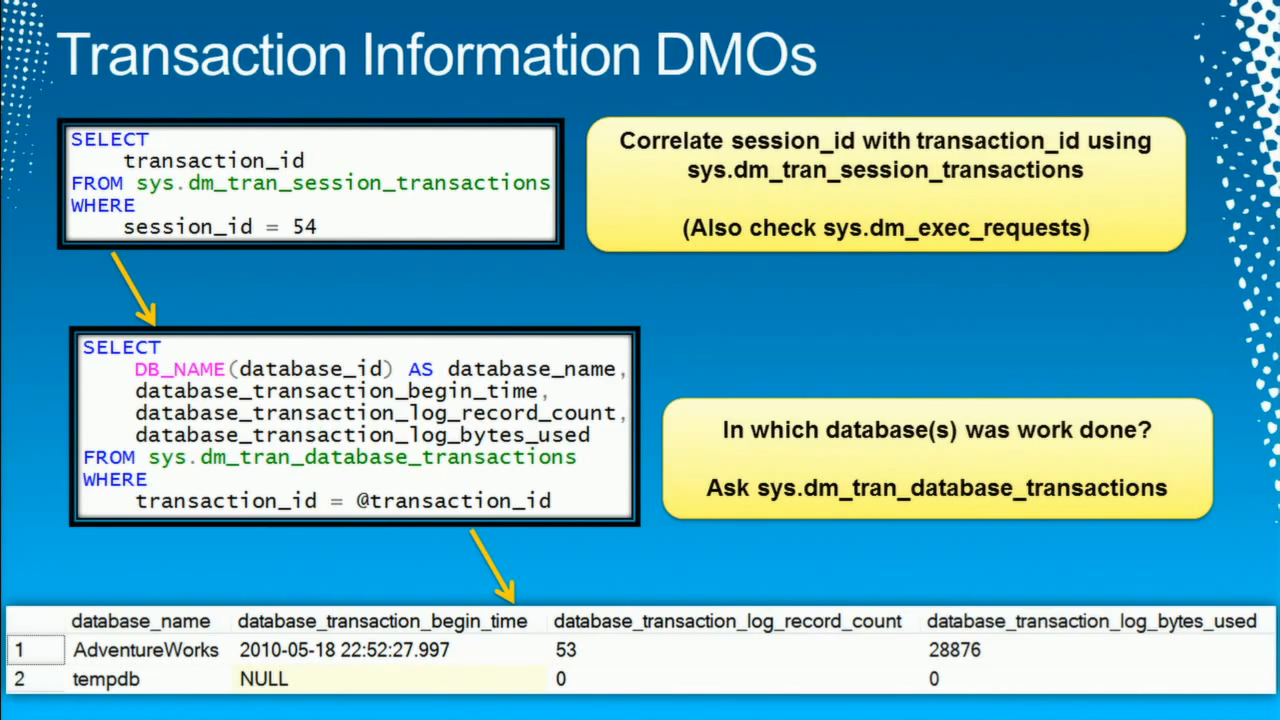 Transaction Information DMOs
SELECT
transaction_id
FROM sys.dm_tran_session_transactions
WHERE
session_id = 54
Correlate session_id with transaction_id using
sys.dm_tran_session_transactions
(Also check sys.dm_exec_requests)
SELECT
DB_NAME(database_id) AS database_name,
database_transaction_begin_time,
database_transaction_log_record_count,
database_transaction_log_bytes_used
FROM sys.dm_tran_database_transactions
WHERE
transaction_id = @transaction_id
In which database(s) was work done?
Ask sys.dm_tran_database_transactions
database_name database_transaction_begin_time database_transaction_log_record_count database_transaction_log_bytes_used
1 AdventureWorks 2010-05-18 22:52:27.997 53 28876
2 tempdb NULL 0 0